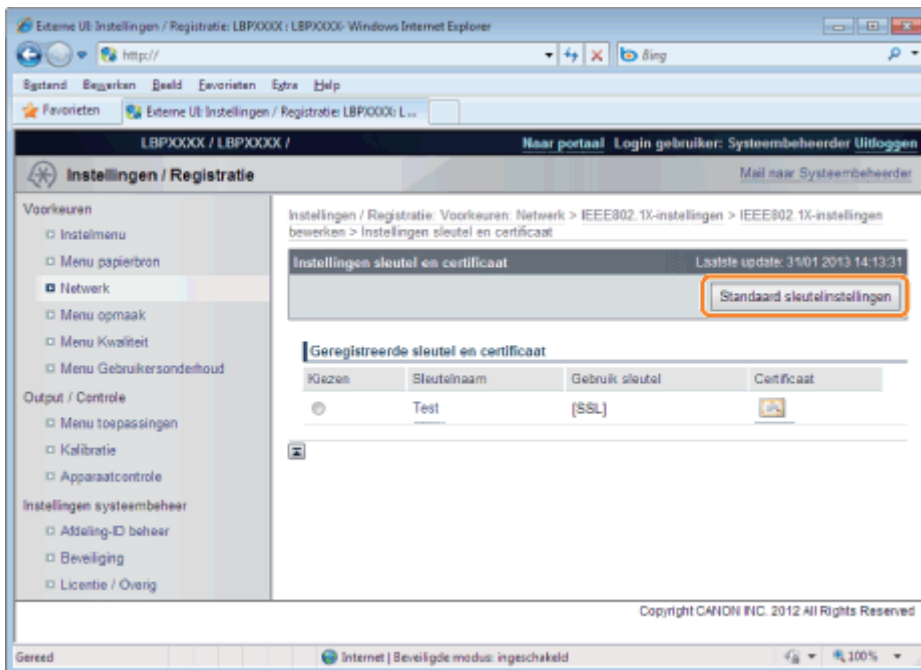 Externe UI: Instellingen / Registratie: LBPXXXX : LBPXXXX- Windows Internet Explorer
http://
Bing
Bestand Bewerken Beeld Favorieten Extra Help
Favorieten
Externe UI: Instellingen / Registratie: LBPXXXX: L...
LBPXXXX / LBPXXXX /
Naar portaal Login gebruiker: Systeembeheerder Uitloggen
Instellingen / Registratie
Mail naar Systeembeheerder
Voorkeuren
Instelmenu
Menu papierbron
Netwerk
Menu opmaak
Menu Kwaliteit
Menu Gebruikersonderhoud
Output / Controle
Menu toepassingen
Kalibratie
Apparaatcontrole
Instellingen systeembeheer
Afdeling-ID beheer
Beveiliging
Licentie / Overig
Instellingen / Registratie: Voorkeuren: Netwerk > IEEE802.1X-instellingen > IEEE802.1X-instellingen
bewerken > Instellingen sleutel en certificaat
Instellingen sleutel en certificaat
Laatste update: 31/01 2013 14:13:31
Standaard sleutelinstellingen
Geregistreerde sleutel en certificaat
Kiezen Sleutelnaam Gebruik sleutel Certificaat
Test [SSL]
Copyright CANON INC. 2012 All Rights Reserved
Gereed
Internet | Beveiligde modus: ingeschakeld
100%